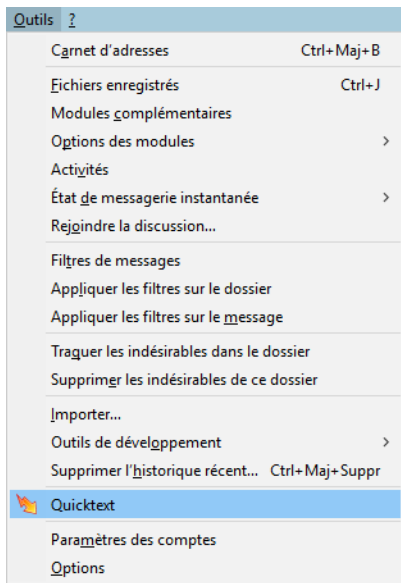 Outils ?
Carnet d'adresses Ctrl+Maj+B
Fichiers enregistrés Ctrl+J
Modules complémentaires
Options des modules
Activités
État de messagerie instantanée
Rejoindre la discussion...
Filtres de messages
Appliquer les filtres sur le dossier
Appliquer les filtres sur le message
Traquer les indésirables dans le dossier
Supprimer les indésirables de ce dossier
Importer...
Outils de développement
Supprimer l'historique récent... Ctrl+Maj+Suppr
Quicktext
Paramètres des comptes
Options